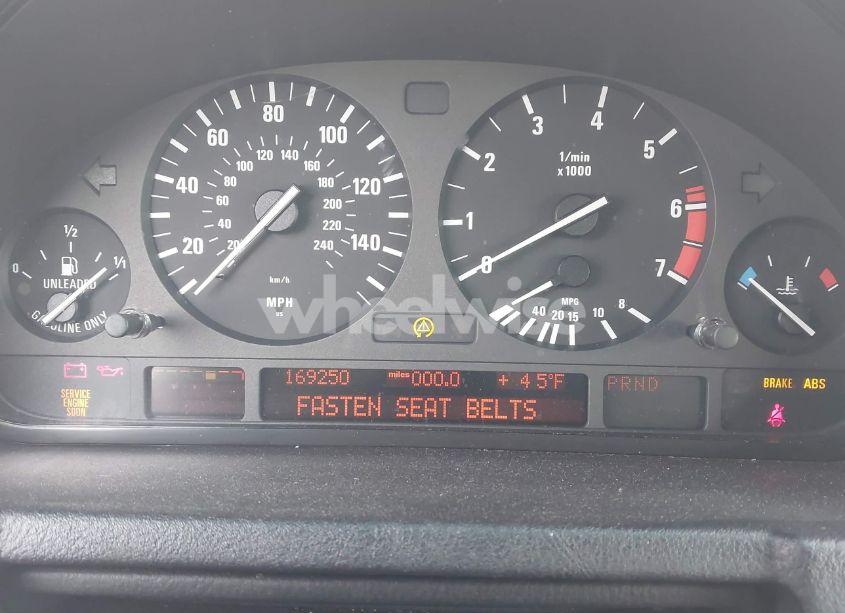 20 40 60 80 100 120 140
20 40 60 80 100 120 140 160 180 200 220 240
km/h
MPH
US
0 1 2 3 4 5 6 7
1/min
x 1000
MPG
40 20 15 10 8
0 1/2 1/1
UNLEADED
GASOLINE ONLY
wheelwise
SERVICE
ENGINE
SOON
169250 miles 000.0 + 45°F
FASTEN SEAT BELTS
PRND
BRAKE ABS